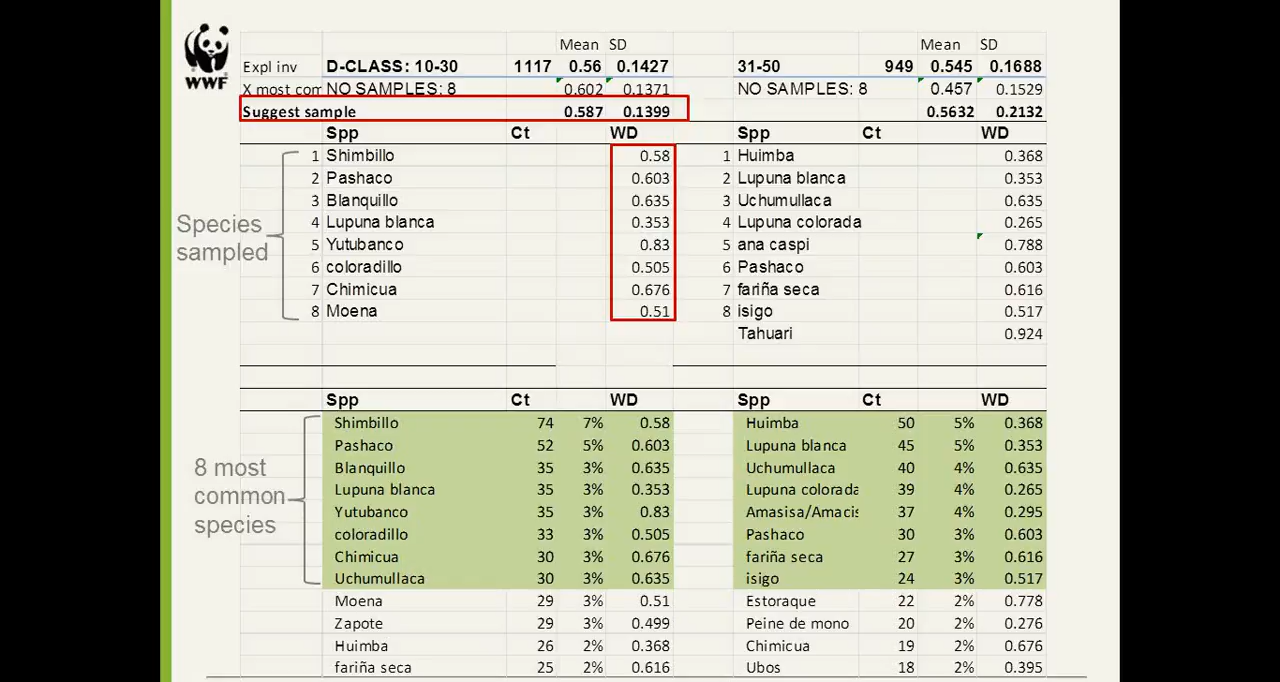 WWF
Mean SD Mean SD
Expl inv D-CLASS: 10-30 1117 0.56 0.1427 31-50 949 0.545 0.1688
X most com NO SAMPLES: 8 0.602 0.1371 NO SAMPLES: 8 0.457 0.1529
Suggest sample 0.587 0.1399 0.5632 0.2132
Spp Ct WD Spp Ct WD
1 Shimbillo 0.58 1 Huimba 0.368
2 Pashaco 0.603 2 Lupuna blanca 0.353
3 Blanquillo 0.635 3 Uchumullaca 0.635
4 Lupuna blanca 0.353 4 Lupuna colorada 0.265
5 Yutubanco 0.83 5 ana caspi 0.788
6 coloradillo 0.505 6 Pashaco 0.603
7 Chimicua 0.676 7 fariña seca 0.616
8 Moena 0.51 8 isigo 0.517
Tahuari 0.924
Species
sampled
Spp Ct WD Spp Ct WD
Shimbillo 74 7% 0.58 Huimba 50 5% 0.368
Pashaco 52 5% 0.603 Lupuna blanca 45 5% 0.353
Blanquillo 35 3% 0.635 Uchumullaca 40 4% 0.635
Lupuna blanca 35 3% 0.353 Lupuna colorada 39 4% 0.265
Yutubanco 35 3% 0.83 Amasisa/Amacis 37 4% 0.295
coloradillo 33 3% 0.505 Pashaco 30 3% 0.603
Chimicua 30 3% 0.676 fariña seca 27 3% 0.616
Uchumullaca 30 3% 0.635 isigo 24 3% 0.517
Moena 29 3% 0.51 Estoraque 22 2% 0.778
Zapote 29 3% 0.499 Peine de mono 20 2% 0.276
Huimba 26 2% 0.368 Chimicua 19 2% 0.676
fariña seca 25 2% 0.616 Ubos 18 2% 0.395
8 most
common
species